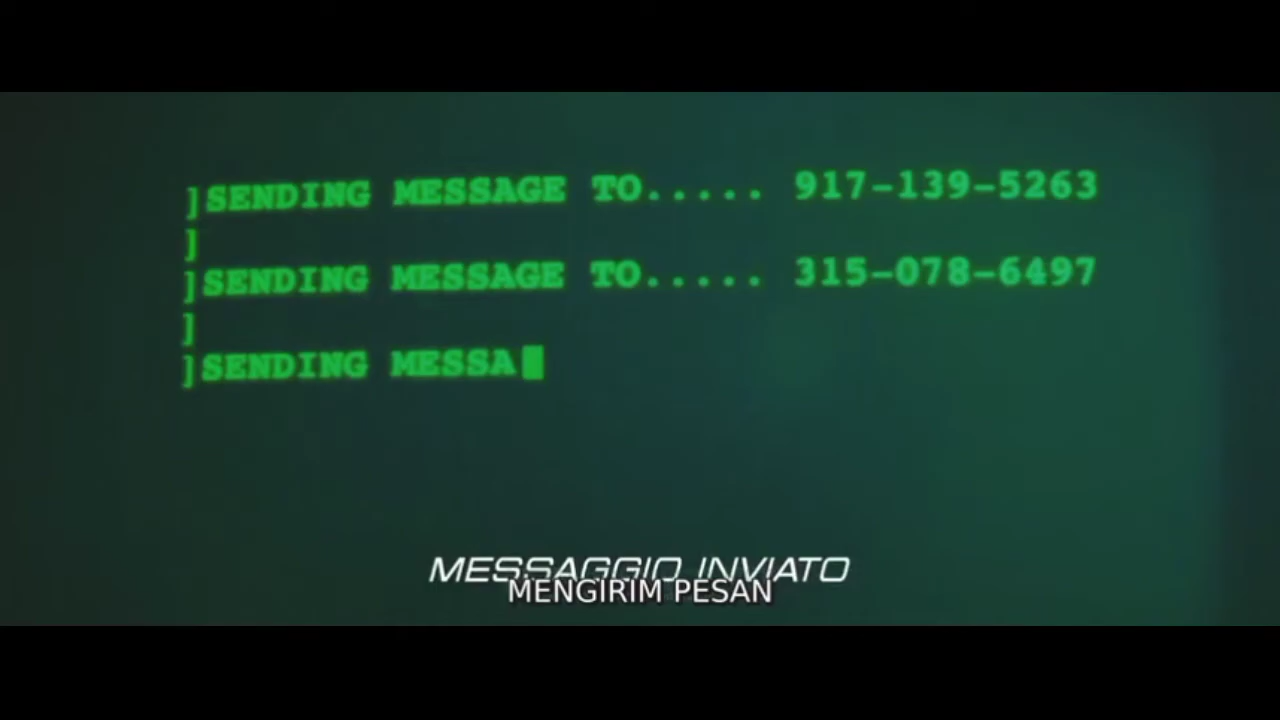 ]SENDING MESSAGE TO..... 917-139-5263
]
]SENDING MESSAGE TO..... 315-078-6497
]
]SENDING MESSA
MESSAGGIO INVIATO
MENGIRIM PESAN